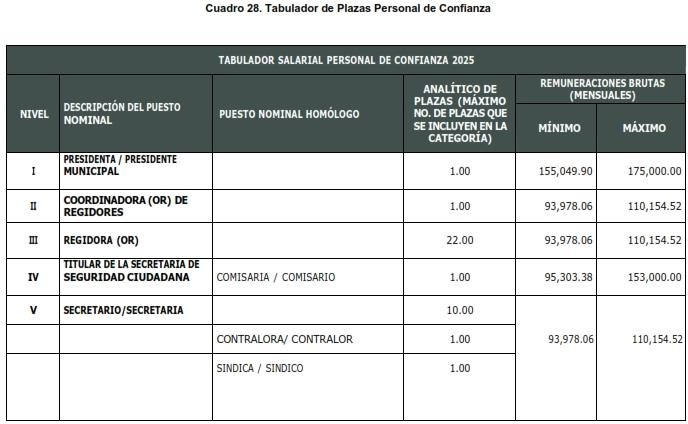 Cuadro 28. Tabulador de Plazas Personal de Confianza
TABULADOR SALARIAL PERSONAL DE CONFIANZA 2025
NIVEL
DESCRIPCIÓN DEL PUESTO
NOMINAL
PUESTO NOMINAL HOMÓLOGO
ANALÍTICO DE
PLAZAS (MÁXIMO
NO. DE PLAZAS QUE
SE INCLUYEN EN LA
CATEGORÍA)
REMUNERACIONES BRUTAS
(MENSUALES)
MÍNIMO MÁXIMO
I PRESIDENTA / PRESIDENTE
MUNICIPAL 1.00 155,049.90 175,000.00
II COORDINADORA (OR) DE
REGIDORES 1.00 93,978.06 110,154.52
III REGIDORA (OR) 22.00 93,978.06 110,154.52
IV TITULAR DE LA SECRETARIA DE
SEGURIDAD CIUDADANA COMISARIA / COMISARIO 1.00 95,303.38 153,000.00
V SECRETARIO/SECRETARIA 10.00
CONTRALORA/ CONTRALOR 1.00 93,978.06 110,154.52
SINDICA / SINDICO 1.00